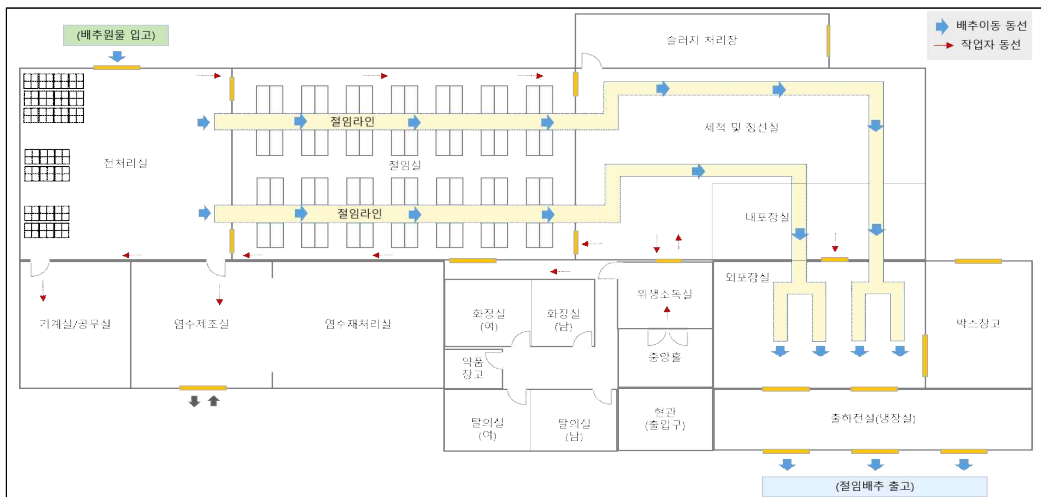 (배추원물 입고)
슬러지 처리장
배추이동 동선
작업자 동선
절임라인
세척 및 정선실
전처리실
절임실
절임라인
내포장실
외포장실
위생소독실
기계실/공무실
염수제조실
염수재처리실
화장실
(여)
화장실
(남)
박스창고
중앙홀
약품
창고
탈의실
(여)
탈의실
(남)
현관
(출입구)
출하전실(냉장실)
(절임배추 출고)